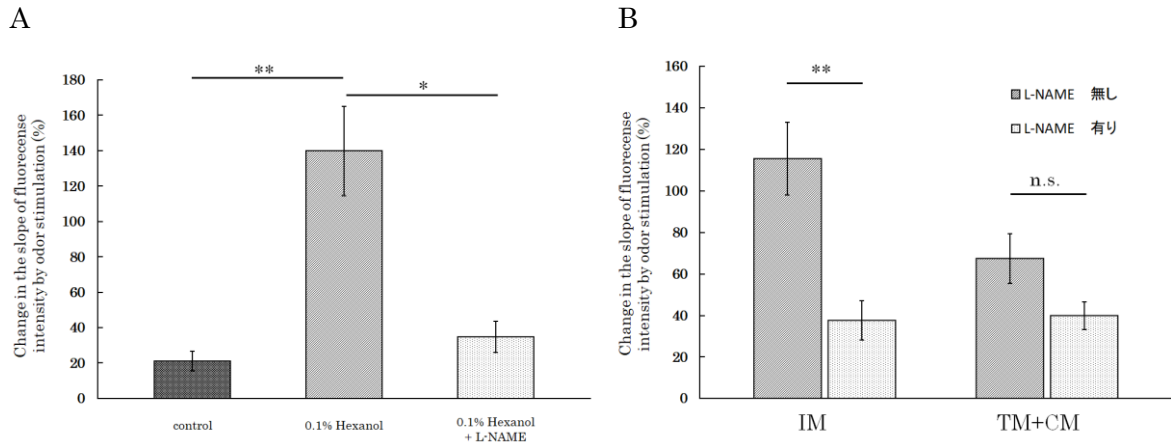 A
Change in the slope of fluorecense
intensity by odor stimulation (%)
180
160
140
120
100
80
60
40
20
0
**
*
control
0.1% Hexanol
0.1% Hexanol
+ L-NAME
B
Change in the slope of fluorecense
intensity by odor stimulation (%)
160
140
120
100
80
60
40
20
0
**
n.s.
L-NAME 無し
L-NAME 有り
IM
TM+CM